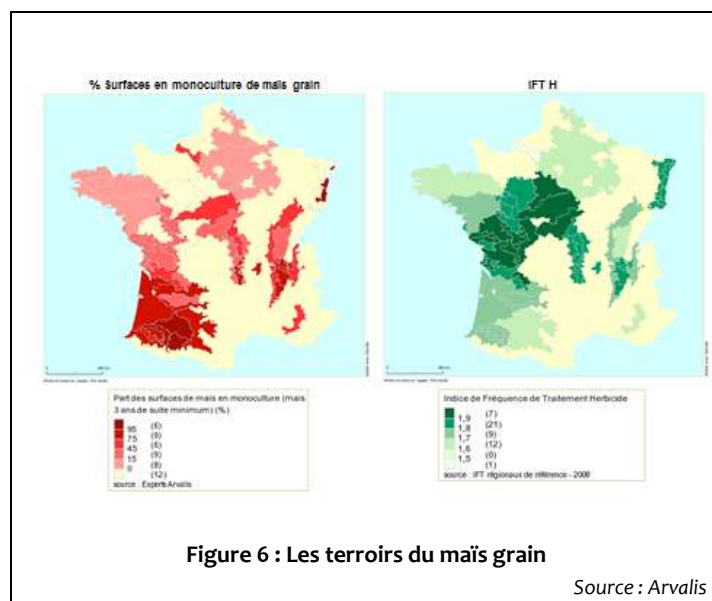 % Surfaces en monoculture de maïs grain
IFT H
Part des surfaces de maïs en monoculture (maïs
3 ans de suite minimum) (%)
(6)
95 (9)
75 (6)
45 (9)
15 (8)
0 (12)
source : Experts Arvalis
Indice de Fréquence de Traitement Herbicide
1,9 (7)
1,8 (21)
1,7 (9)
1,6 (12)
1,5 (0)
(1)
source : IFT régionaux de référence - 2008
Figure 6 : Les terroirs du maïs grain
Source : Arvalis